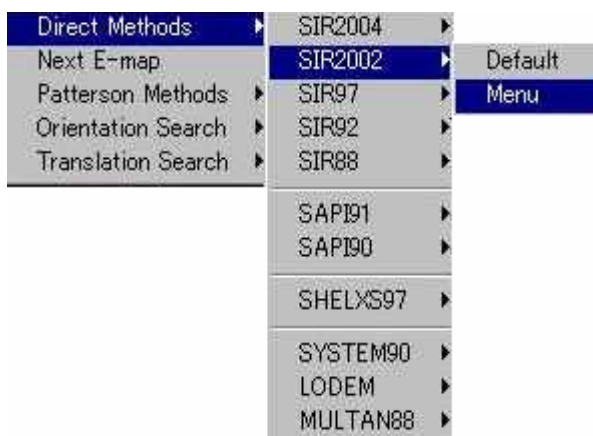 Direct Methods
Next E-map
Patterson Methods
Orientation Search
Translation Search
SIR2004
SIR2002
SIR97
SIR92
SIR88
SAPI91
SAPI90
SHELXS97
SYSTEM90
LODEM
MULTAN88
Default
Menu